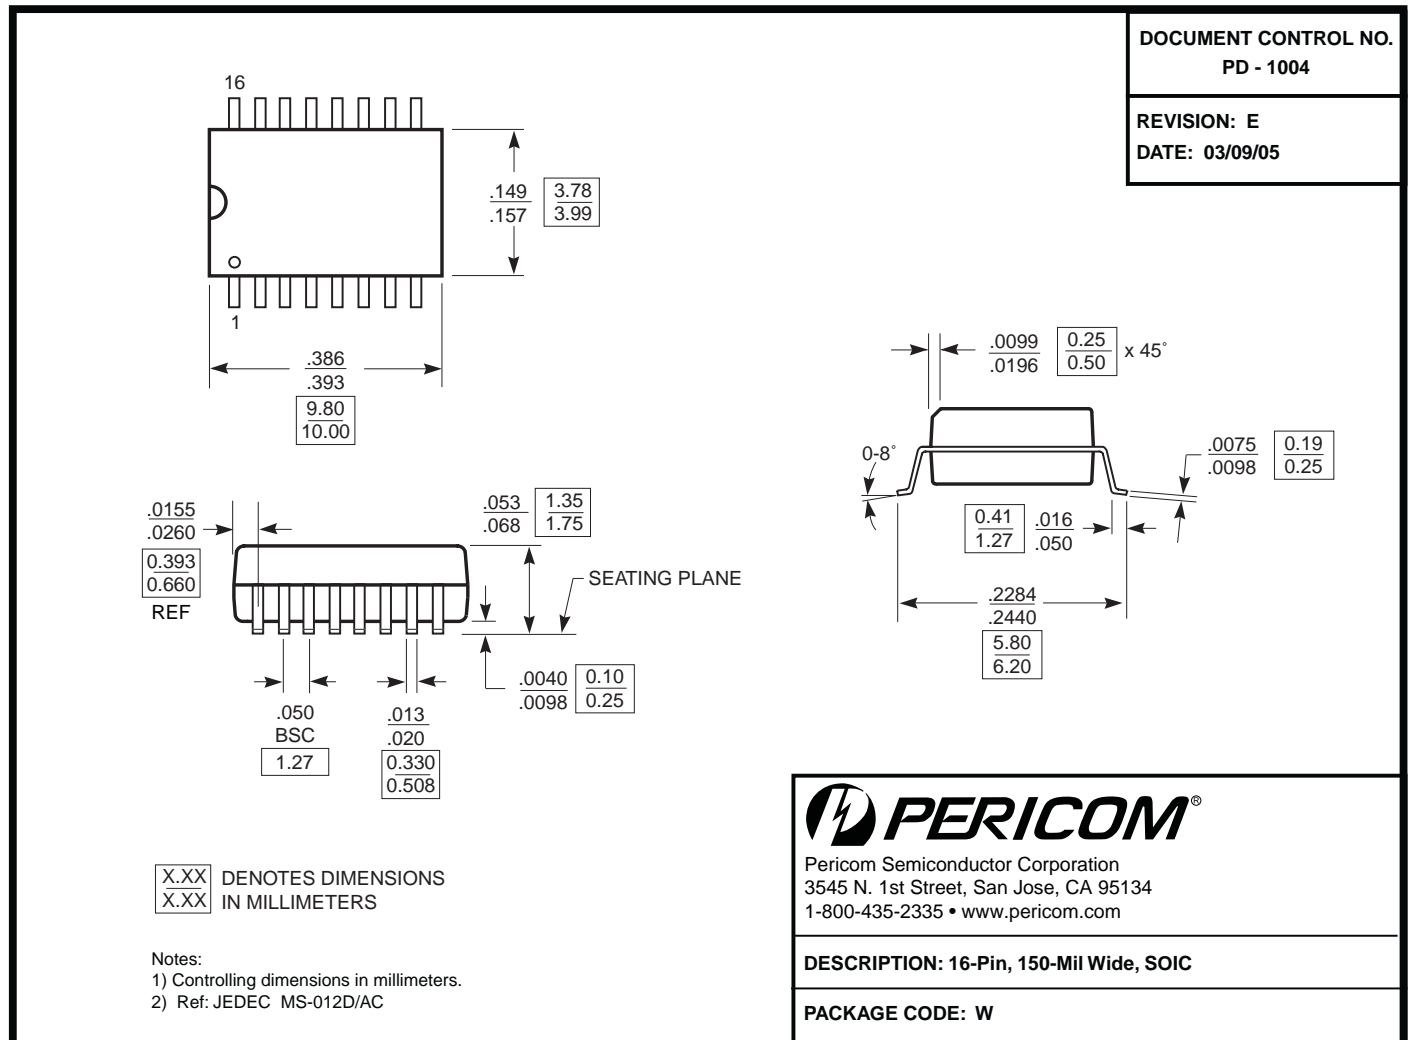 DOCUMENT CONTROL NO.
PD - 1004
REVISION: E
DATE: 03/09/05
16
.149
.157
3.78
3.99
1
.386
.393
9.80
10.00
.0099
.0196
0.25
0.50
x 45°
0-8°
.0075
.0098
0.19
0.25
0.41
1.27
.016
.050
.2284
.2440
5.80
6.20
.0155
.0260
0.393
0.660
REF
.053
.068
1.35
1.75
SEATING PLANE
.0040
.0098
0.10
0.25
.050
BSC
1.27
.013
.020
0.330
0.508
X.XX
X.XX
DENOTES DIMENSIONS
IN MILLIMETERS
Notes:
1) Controlling dimensions in millimeters.
2) Ref: JEDEC MS-012D/AC
PERICOM®
Pericom Semiconductor Corporation
3545 N. 1st Street, San Jose, CA 95134
1-800-435-2335 • www.pericom.com
DESCRIPTION: 16-Pin, 150-Mil Wide, SOIC
PACKAGE CODE: W